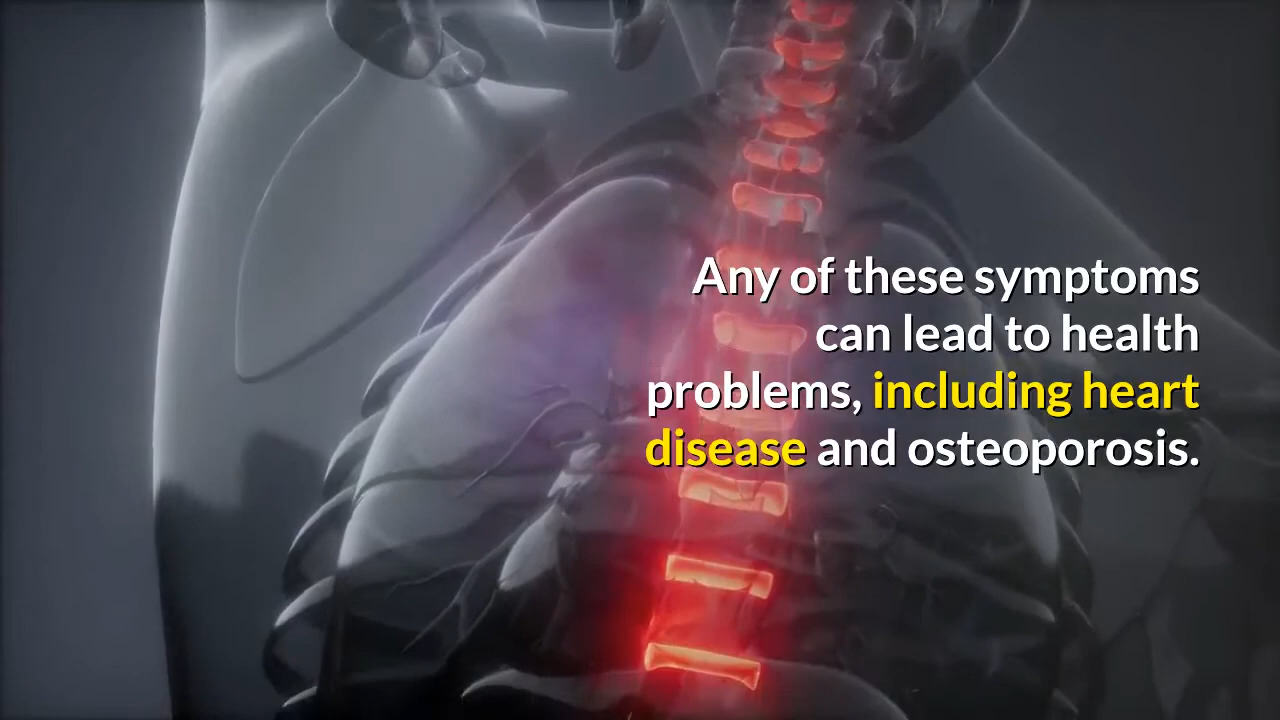 Any of these symptoms
can lead to health
problems, including heart
disease and osteoporosis.